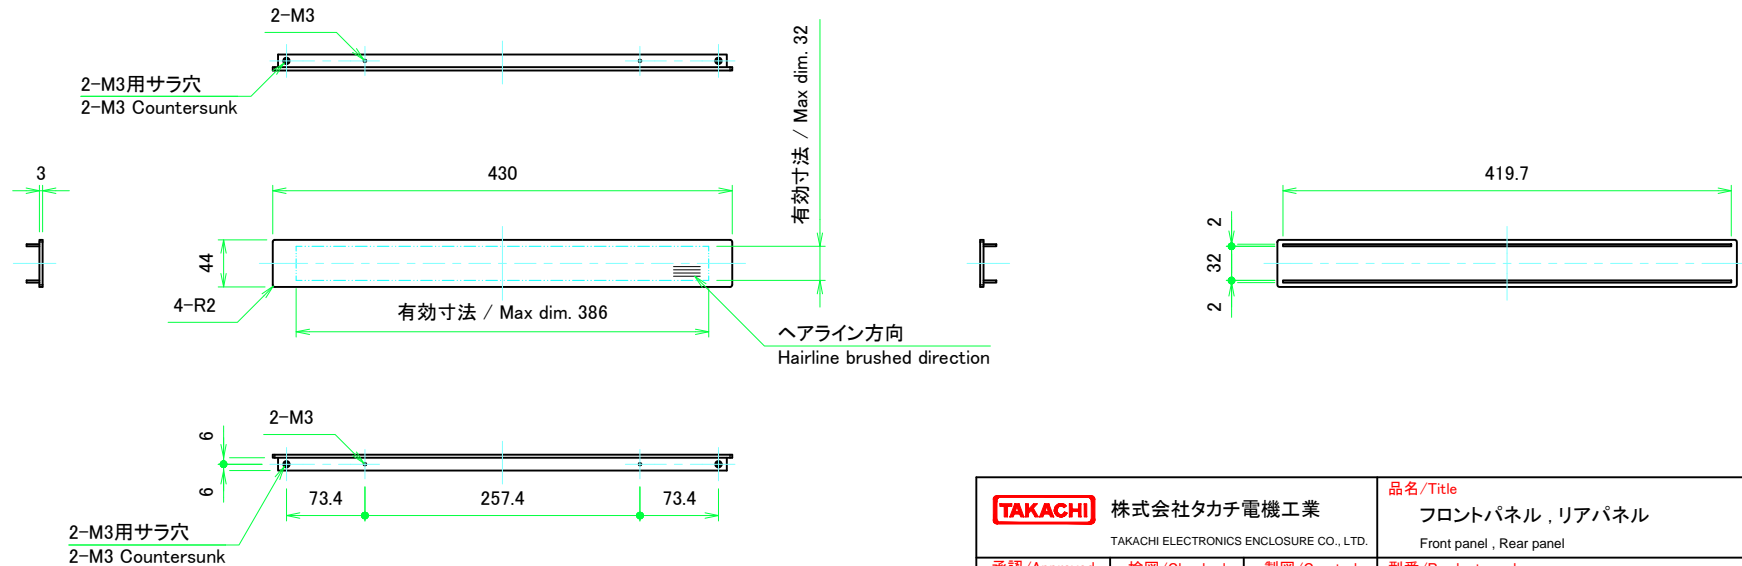 2-M3
2-M3用サラ穴
2-M3 Countersunk
有効寸法 / Max dim. 32
3
430
44
4-R2
有効寸法 / Max dim. 386
ヘアライン方向
Hairline brushed direction
419.7
2
32
2
2-M3
6
6
73.4
257.4
73.4
2-M3用サラ穴
2-M3 Countersunk
TAKACHI
株式会社タカチ電機工業
TAKACHI ELECTRONICS ENCLOSURE CO., LTD.
品名/Title
フロントパネル , リアパネル
Front panel , Rear panel